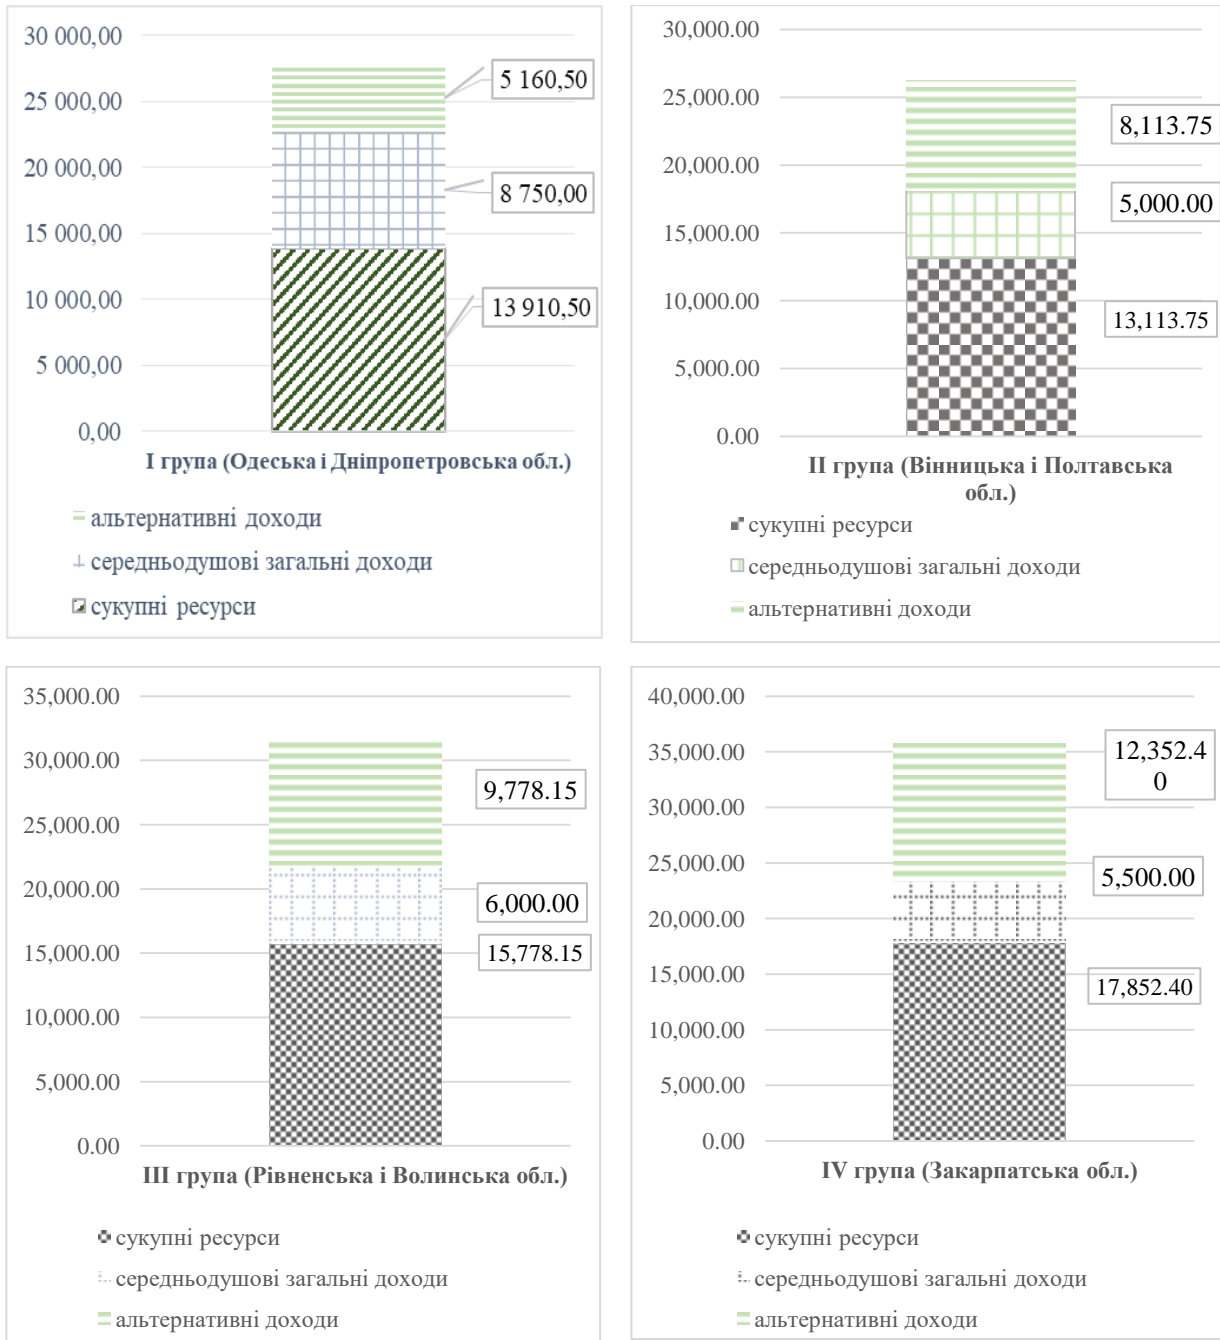 30 000,00
25 000,00
20 000,00
15 000,00
10 000,00
5 000,00
0,00
5 160,50
8 750,00
13 910,50
І група (Одеська і Дніпропетровська обл.)
альтернативні доходи
середньодушові загальні доходи
сукупні ресурси
30,000.00
25,000.00
20,000.00
15,000.00
10,000.00
5,000.00
0.00
8,113.75
5,000.00
13,113.75
ІІ група (Вінницька і Полтавська
обл.)
сукупні ресурси
середньодушові загальні доходи
альтернативні доходи
35,000.00
30,000.00
25,000.00
20,000.00
15,000.00
10,000.00
5,000.00
0.00
9,778.15
6,000.00
15,778.15
ІІІ група (Рівненська і Волинська обл.)
сукупні ресурси
середньодушові загальні доходи
альтернативні доходи
40,000.00
35,000.00
30,000.00
25,000.00
20,000.00
15,000.00
10,000.00
5,000.00
0.00
12,352.4
0
5,500.00
17,852.40
IV група (Закарпатська обл.)
сукупні ресурси
середньодушові загальні доходи
альтернативні доходи